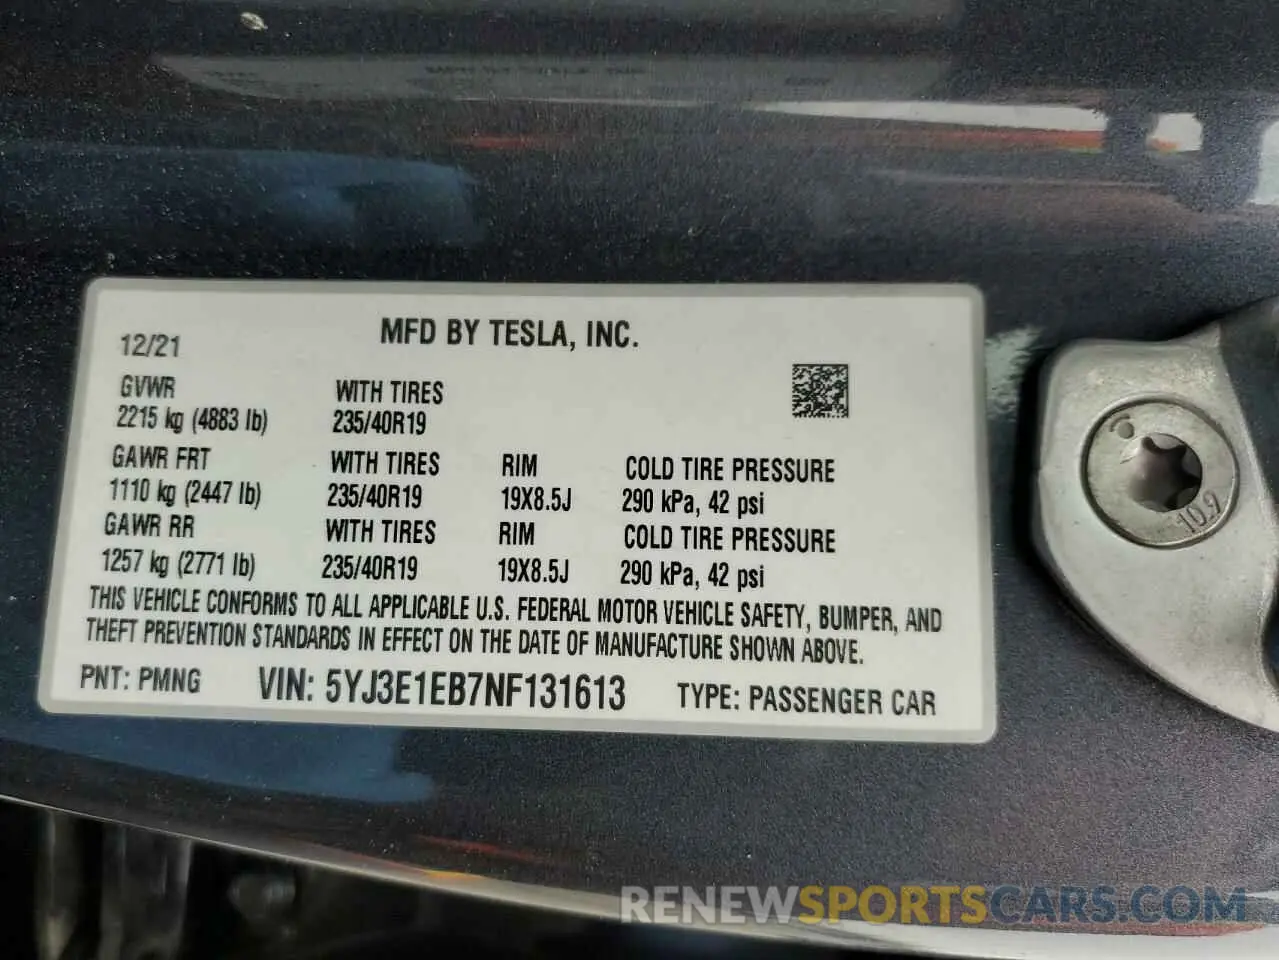 MFD BY TESLA, INC.
12/21
GVWR WITH TIRES
2215 kg (4883 lb) 235/40R19
GAWR FRT WITH TIRES RIM COLD TIRE PRESSURE
1110 kg (2447 lb) 235/40R19 19X8.5J 290 kPa, 42 psi
GAWR RR WITH TIRES RIM COLD TIRE PRESSURE
1257 kg (2771 lb) 235/40R19 19X8.5J 290 kPa, 42 psi
THIS VEHICLE CONFORMS TO ALL APPLICABLE U.S. FEDERAL MOTOR VEHICLE SAFETY, BUMPER, AND
THEFT PREVENTION STANDARDS IN EFFECT ON THE DATE OF MANUFACTURE SHOWN ABOVE.
PNT: PMNG VIN: 5YJ3E1EB7NF131613 TYPE: PASSENGER CAR
10.9
RENEWSPORTSCARS.COM